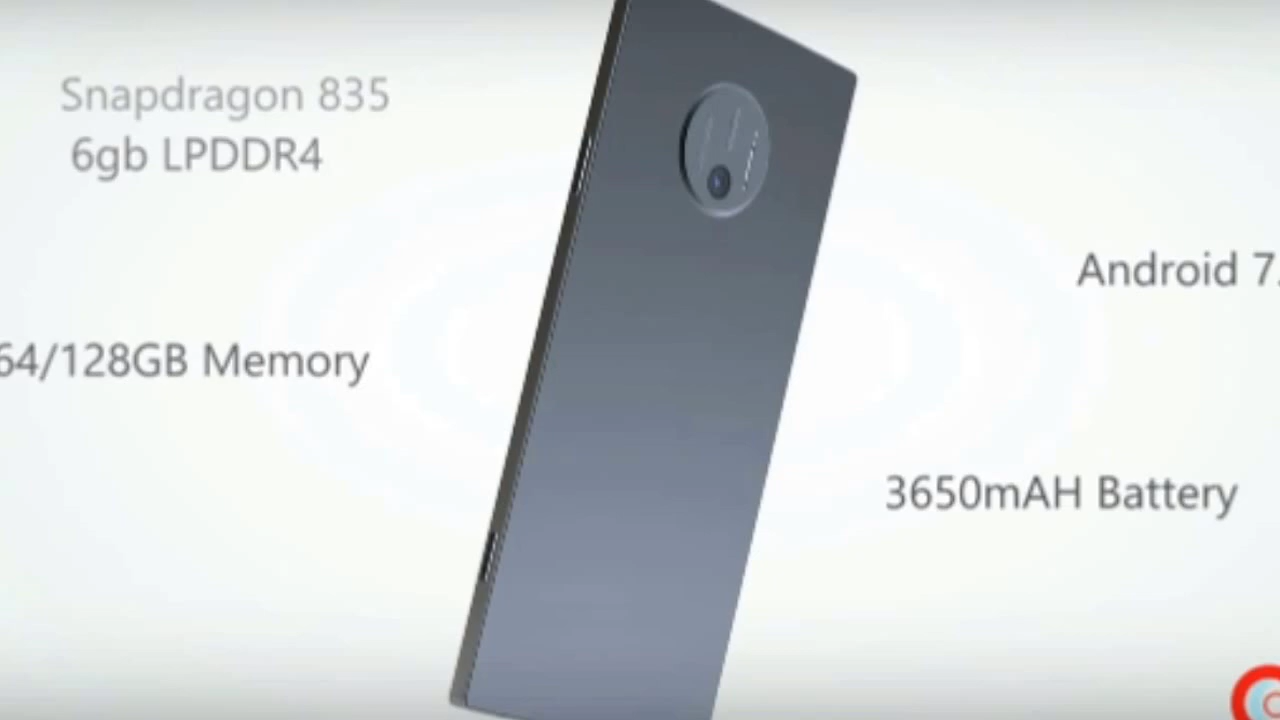 Snapdragon 835
6gb LPDDR4
Android 7.
64/128GB Memory
3650mAH Battery